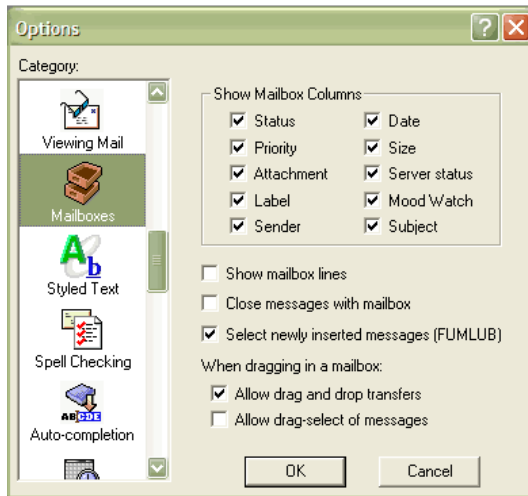 Options
Category:
Viewing Mail
Mailboxes
Styled Text
Spell Checking
ABCDE
Auto-completion
Show Mailbox Columns
Status
Date
Priority
Size
Attachment
Server status
Label
Mood Watch
Sender
Subject
Show mailbox lines
Close messages with mailbox
Select newly inserted messages (FUMLUB)
When dragging in a mailbox:
Allow drag and drop transfers
Allow drag-select of messages
OK
Cancel